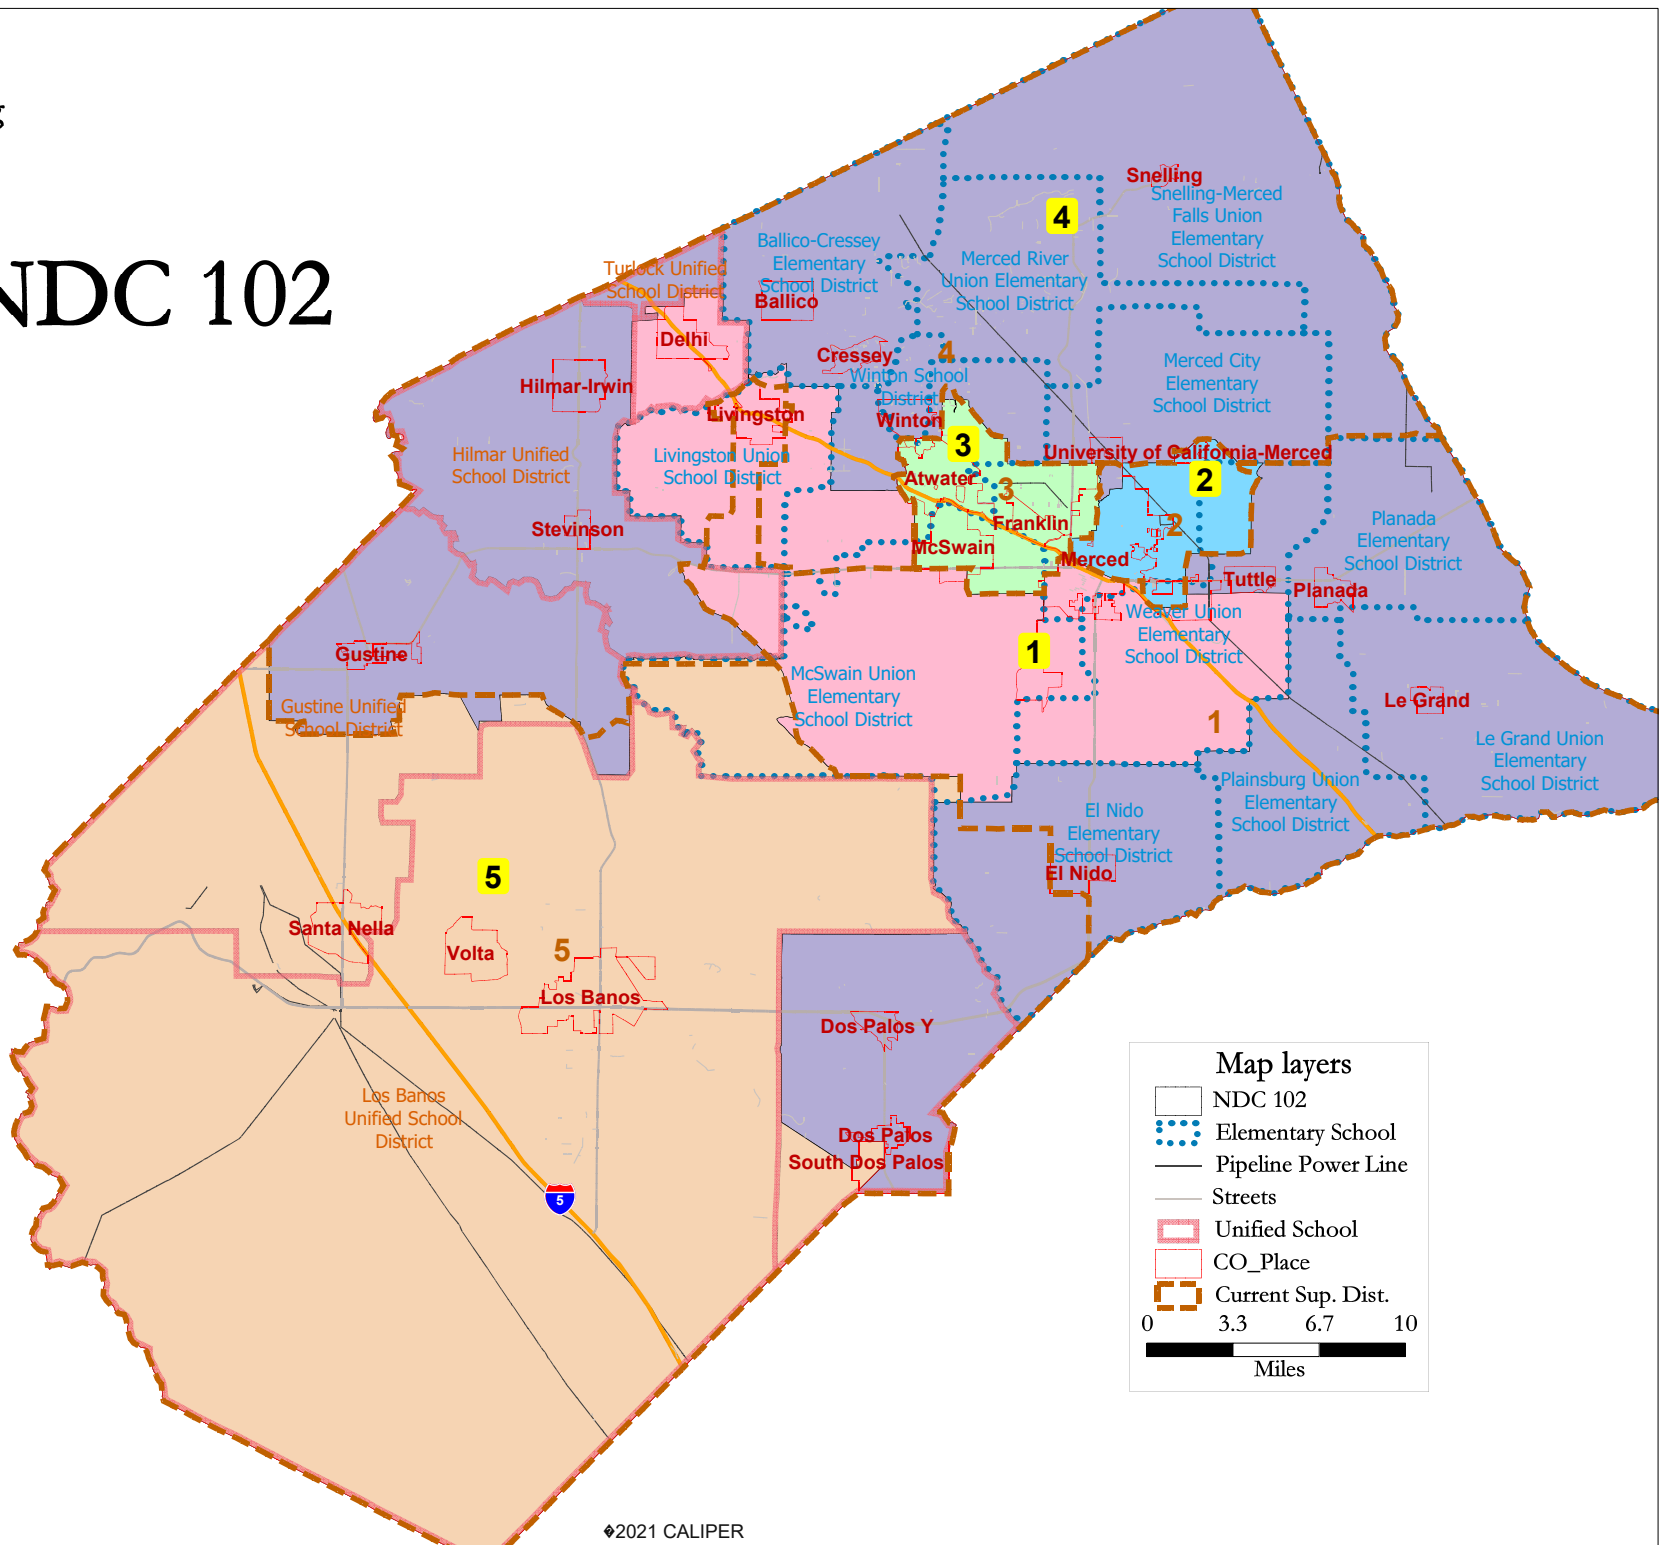 g
NDC 102
Snelling
Snelling-Merced
Falls Union
Elementary
School District
4
Ballico-Cressey
Elementary
School District
Merced River
Union Elementary
School District
Turlock Unified
School District
Ballico
Delhi
Cressey
4
Hilmar-Irwin
Winton School
District
Merced City
Elementary
School District
Livingston
Winton
3
University of California-Merced
Hilmar Unified
School District
Livingston Union
School District
Atwater
3
2
Stevinson
Franklin
2
Planada
Elementary
School District
McSwain
Merced
Tuttle
Planada
Weaver Union
Elementary
School District
Gustine
1
McSwain Union
Elementary
School District
Gustine Unified
School District
1
Le Grand
Le Grand Union
Elementary
School District
Plainsburg Union
Elementary
School District
El Nido
Elementary
School District
El Nido
5
Santa Nella
Volta
5
Los Banos
Dos Palos Y
Los Banos
Unified School
District
Dos Palos
South Dos Palos
5
Map layers
NDC 102
Elementary School
Pipeline Power Line
Streets
Unified School
CO_Place
Current Sup. Dist.
0 3.3 6.7 10
Miles
�2021 CALIPER